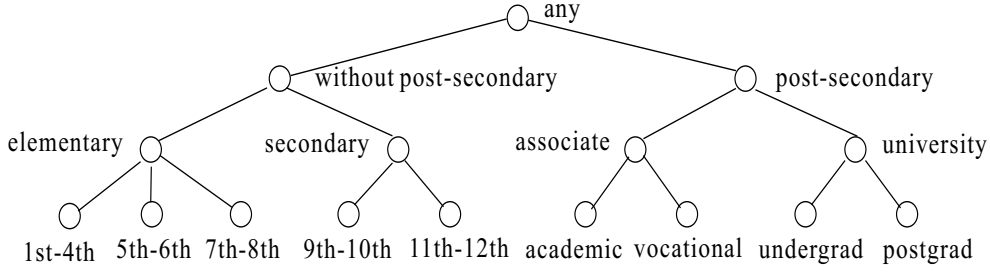 any
without post-secondary
post-secondary
elementary
secondary
associate
university
1st-4th
5th-6th
7th-8th
9th-10th
11th-12th
academic
vocational
undergrad
postgrad